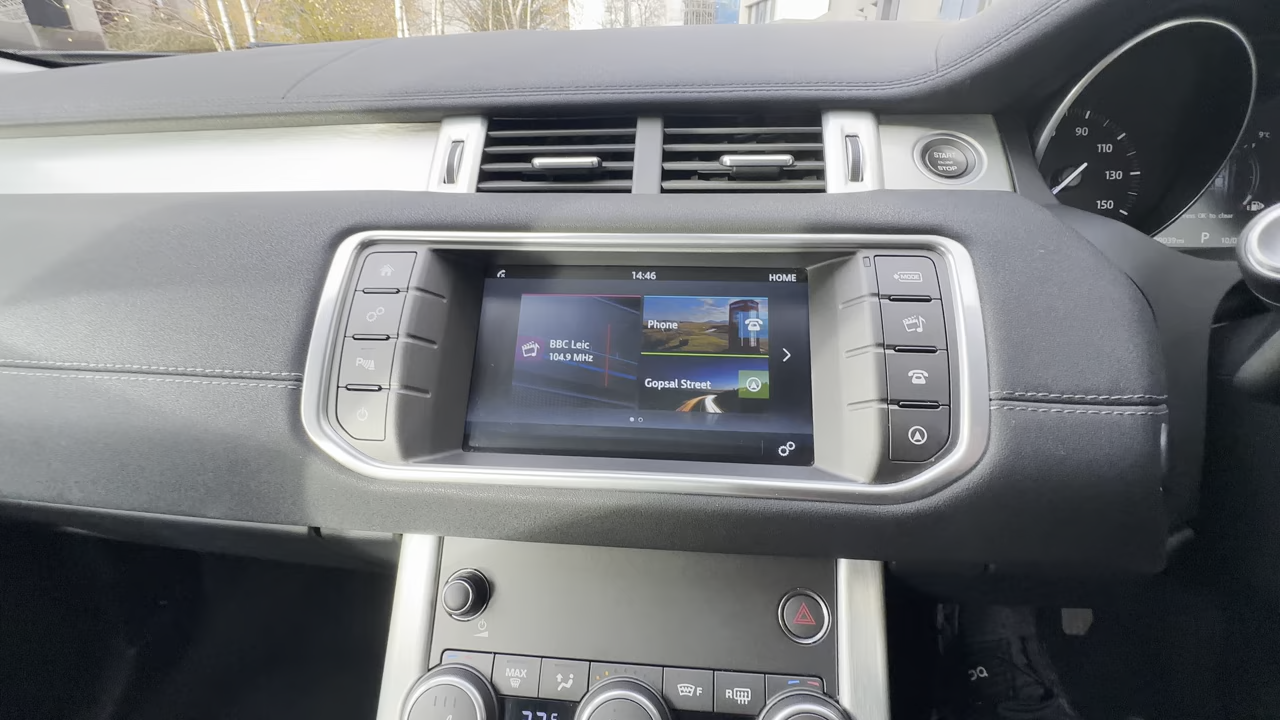 START
STOP
90
110
130
150
9°C
P
14:46
HOME
MODE
BBC Leic
104.9 MHz
Phone
Gopsal Street
MAX
F
R